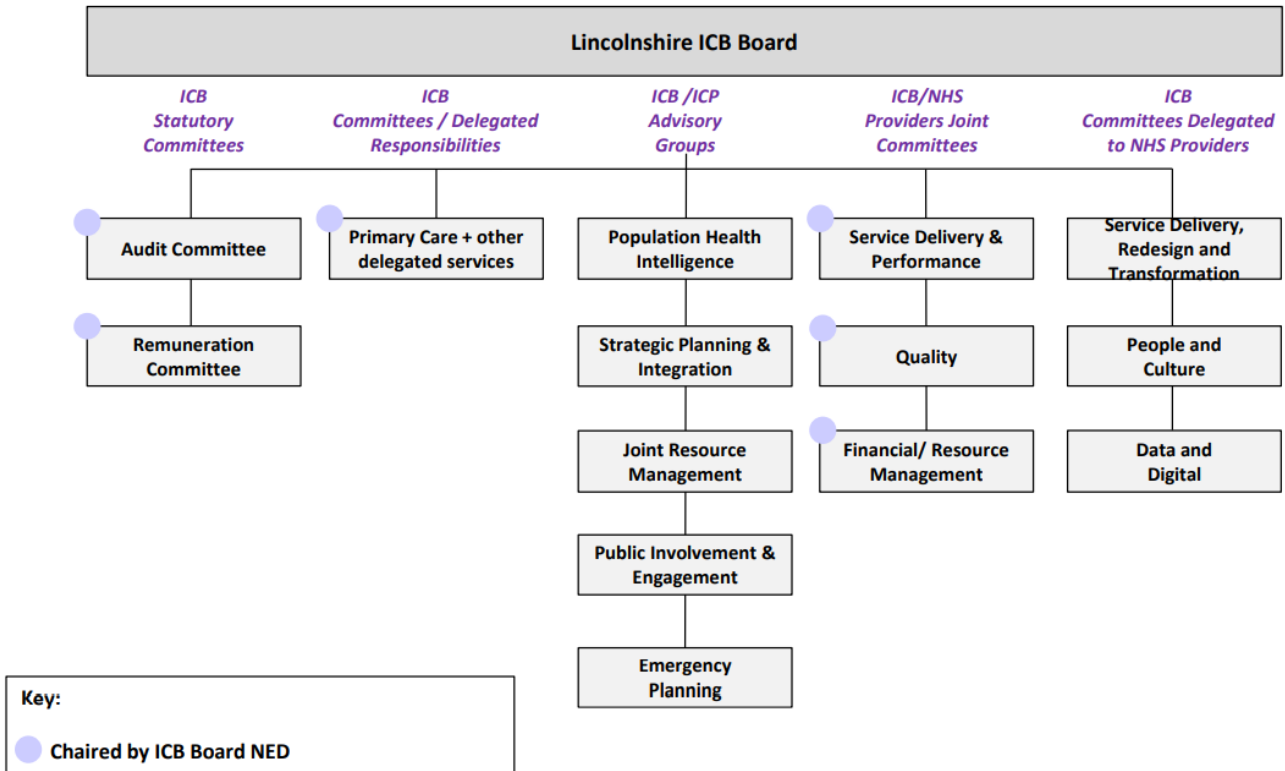 Lincolnshire ICB Board
ICB
Statutory
Committees
ICB
Committees / Delegated
Responsibilities
ICB /ICP
Advisory
Groups
ICB/NHS
Providers Joint
Committees
ICB
Committees Delegated
to NHS Providers
Audit Committee
Remuneration
Committee
Primary Care + other
delegated services
Population Health
Intelligence
Strategic Planning &
Integration
Joint Resource
Management
Public Involvement &
Engagement
Emergency
Planning
Service Delivery &
Performance
Quality
Financial/ Resource
Management
Service Delivery,
Redesign and
Transformation
People and
Culture
Data and
Digital
Key:
Chaired by ICB Board NED